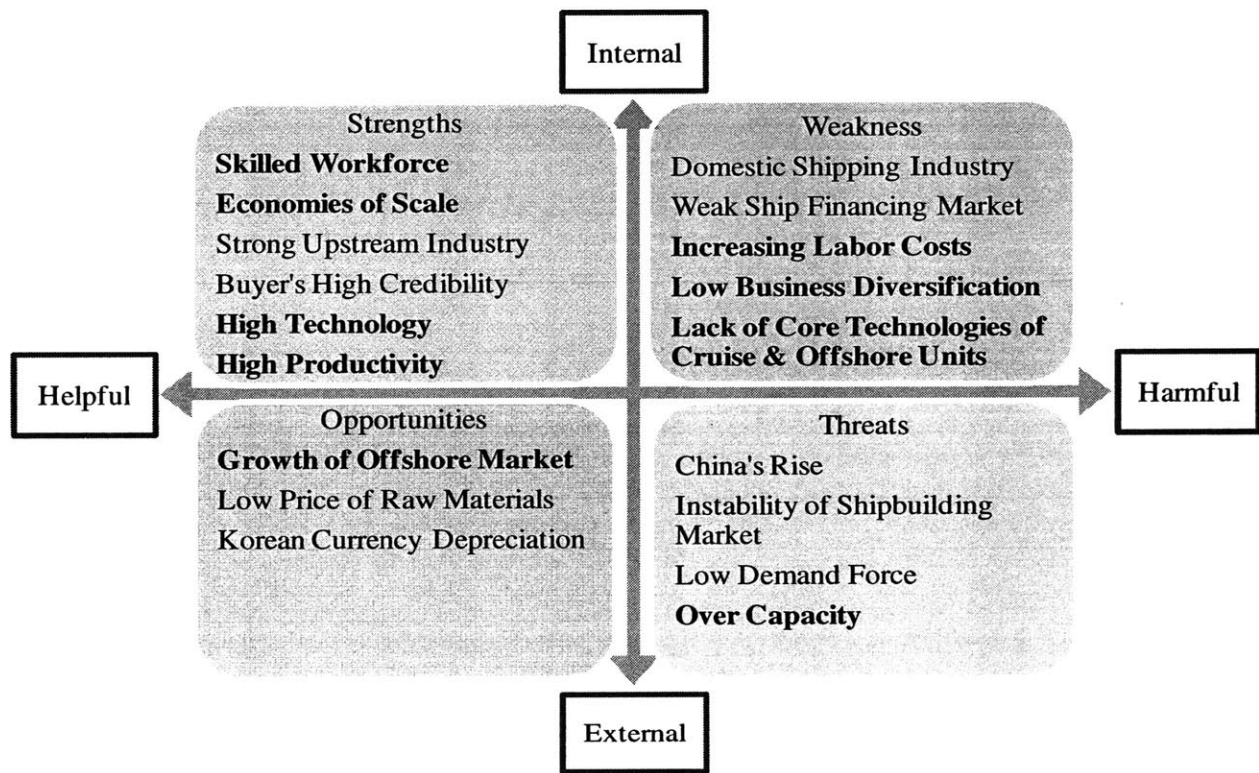 Internal
Strengths
Skilled Workforce
Economies of Scale
Strong Upstream Industry
Buyer's High Credibility
High Technology
High Productivity
Weakness
Domestic Shipping Industry
Weak Ship Financing Market
Increasing Labor Costs
Low Business Diversification
Lack of Core Technologies of
Cruise & Offshore Units
Helpful
Harmful
Opportunities
Growth of Offshore Market
Low Price of Raw Materials
Korean Currency Depreciation
Threats
China's Rise
Instability of Shipbuilding
Market
Low Demand Force
Over Capacity
External